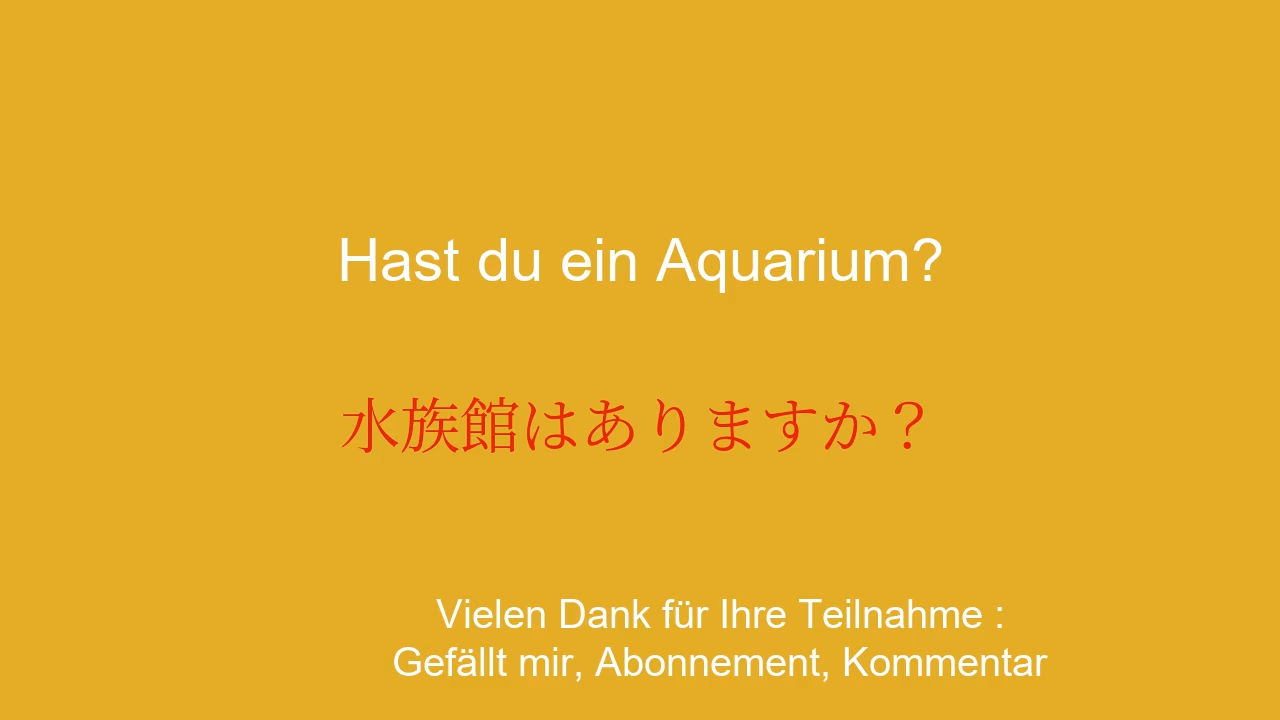 Hast du ein Aquarium?
水族館はありますか？
Vielen Dank für Ihre Teilnahme :
Gefällt mir, Abonnement, Kommentar